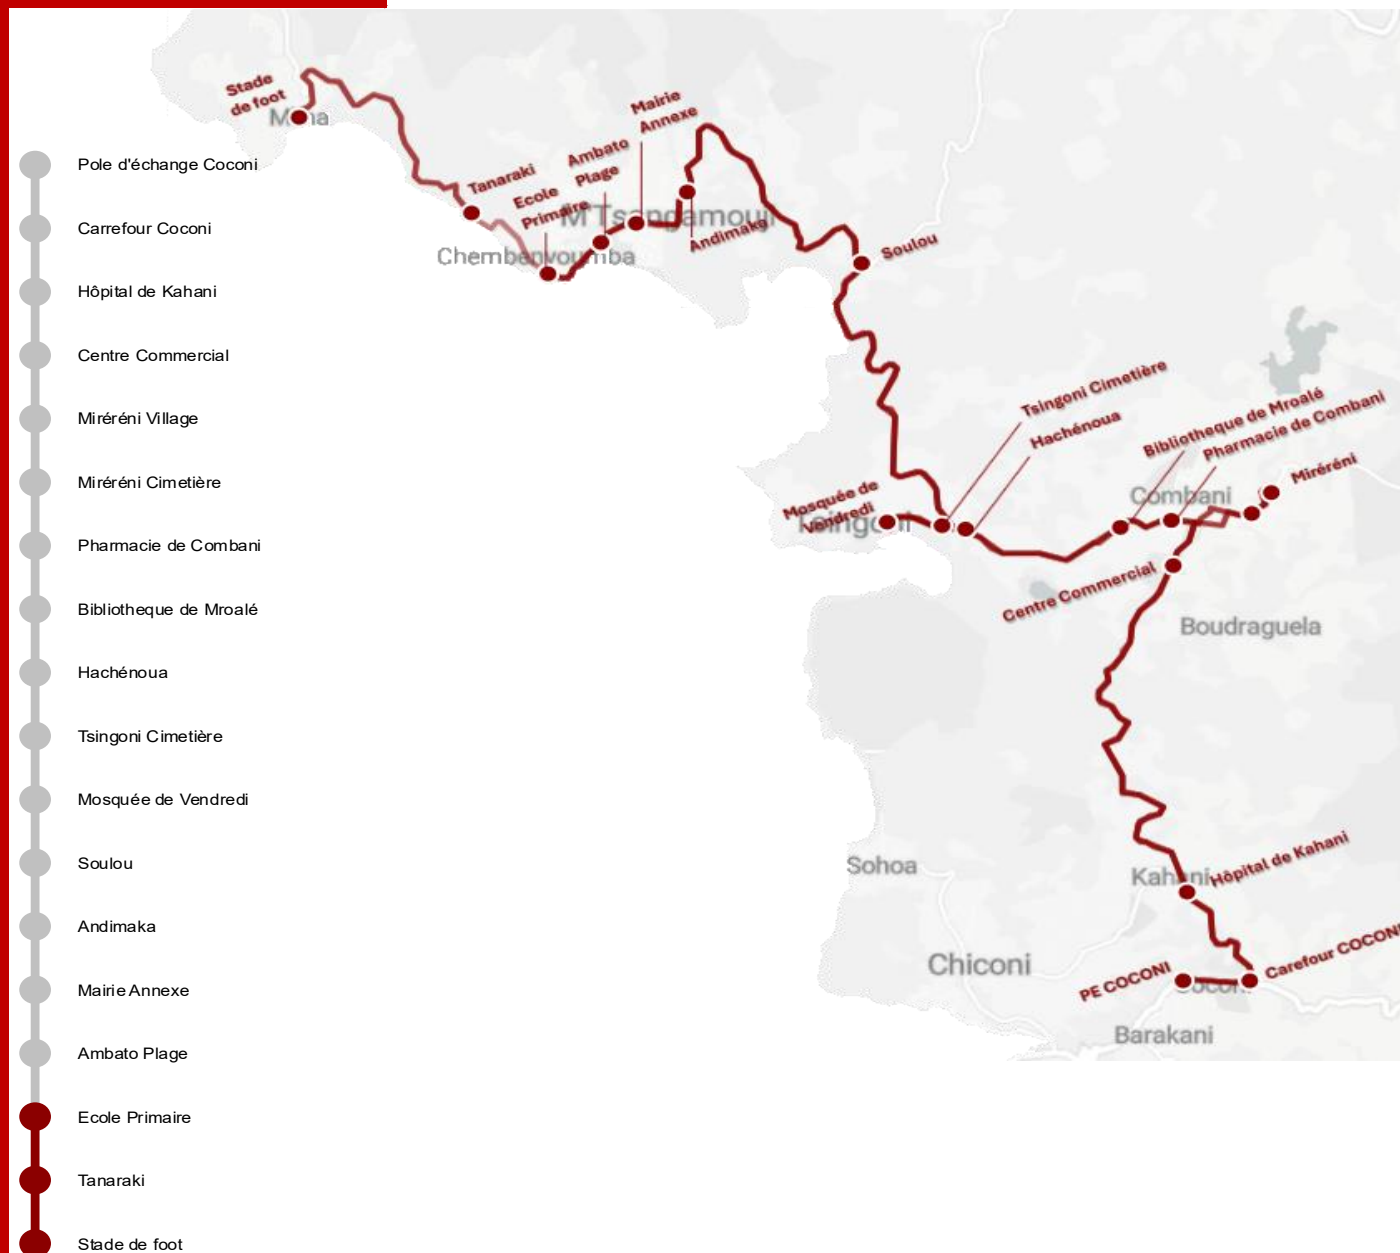 Pole d'échange Coconi
Carrefour Coconi
Hôpital de Kahani
Centre Commercial
Miréréni Village
Miréréni Cimetière
Pharmacie de Combani
Bibliotheque de Mroalé
Hachénoua
Tsingoni Cimetière
Mosquée de Vendredi
Soulou
Andimaka
Mairie Annexe
Ambato Plage
Ecole Primaire
Tanaraki
Stade de foot
Stade
de foot
Tanaraki
Ecole
Primaire
Ambato
Plage
Mairie
Annexe
M'Tsangamouji
Andimaka
Chembenyoumba
Soulou
Tsingoni Cimetière
Hachénoua
Bibliotheque de Mroalé
Pharmacie de Combani
Miréréni
Combani
Mosquée de
Vendredi
Tsingoni
Centre Commercial
Boudraguela
Sohoa
Kahani
Hôpital de Kahani
Chiconi
PE COCONI
Carefour COCONI
Coconi
Barakani